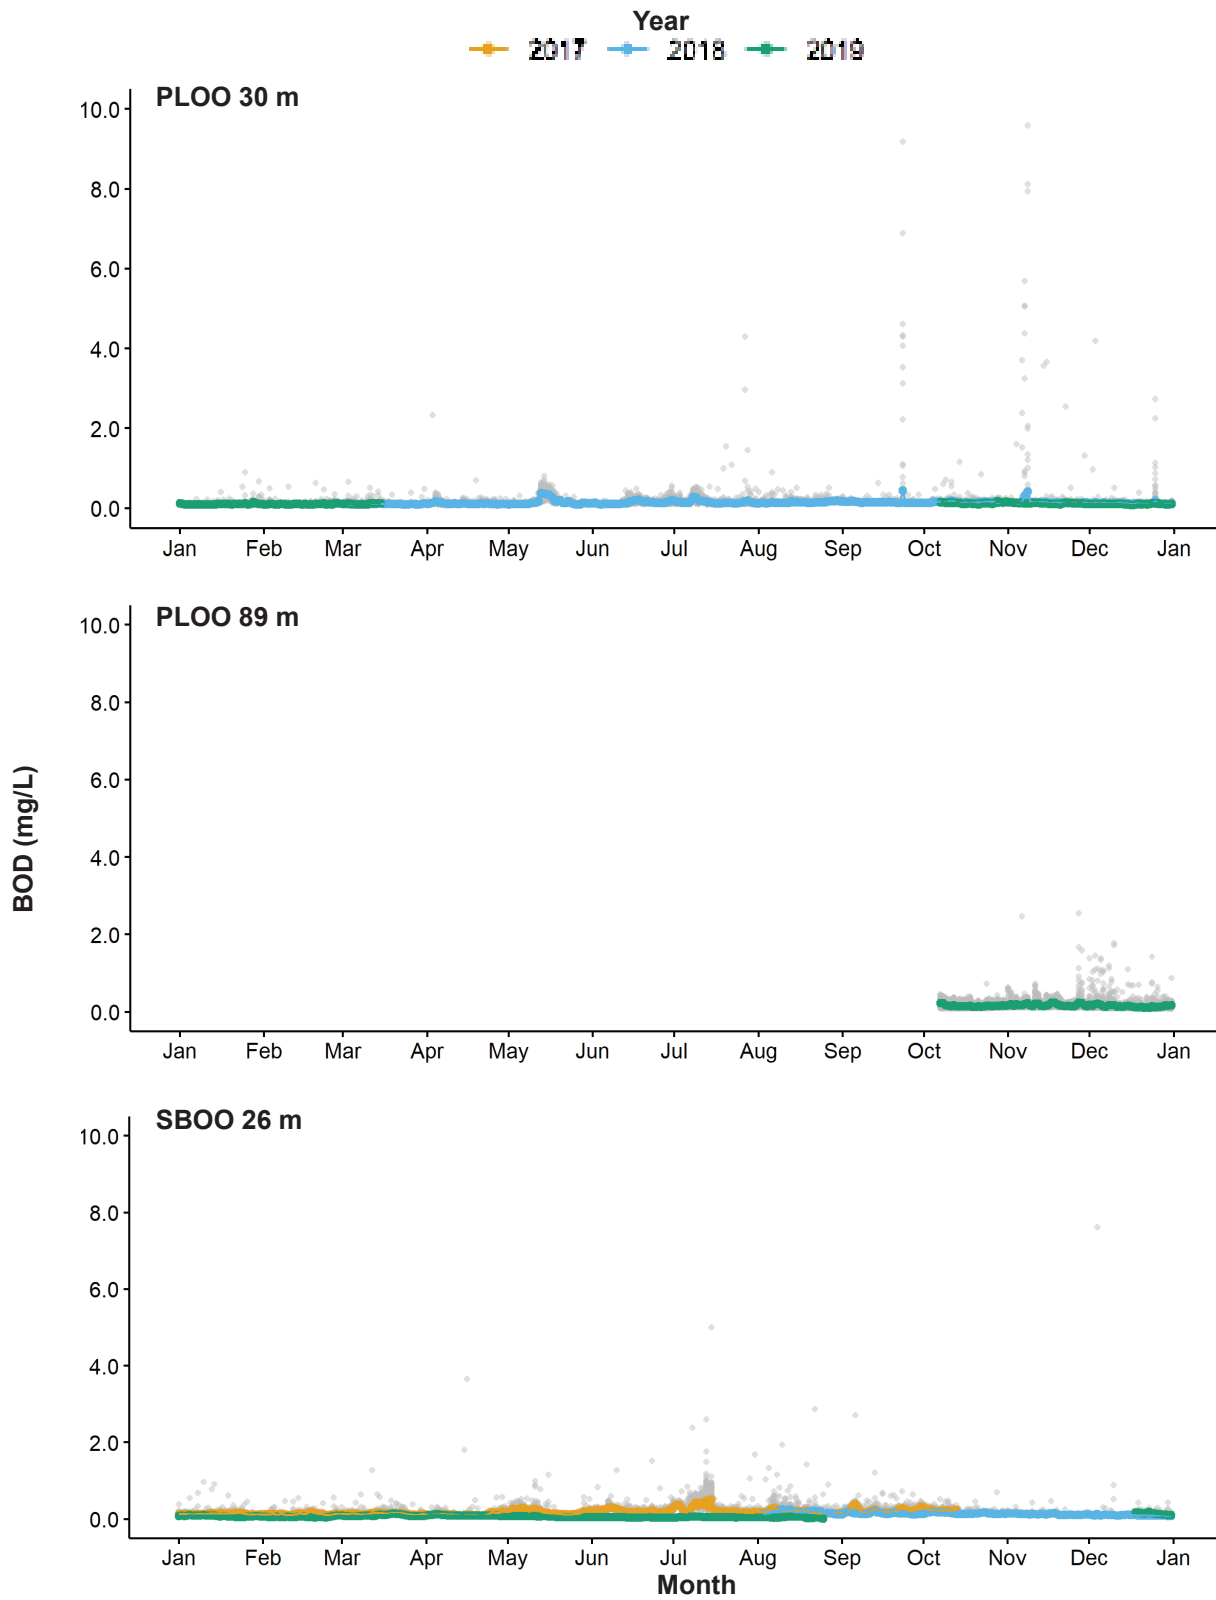 Year
2017 2018 2019
PLOO 30 m
10.0
8.0
6.0
4.0
2.0
0.0
Jan Feb Mar Apr May Jun Jul Aug Sep Oct Nov Dec Jan
PLOO 89 m
10.0
8.0
6.0
4.0
2.0
0.0
Jan Feb Mar Apr May Jun Jul Aug Sep Oct Nov Dec Jan
BOD (mg/L)
SBOO 26 m
10.0
8.0
6.0
4.0
2.0
0.0
Jan Feb Mar Apr May Jun Jul Aug Sep Oct Nov Dec Jan
Month